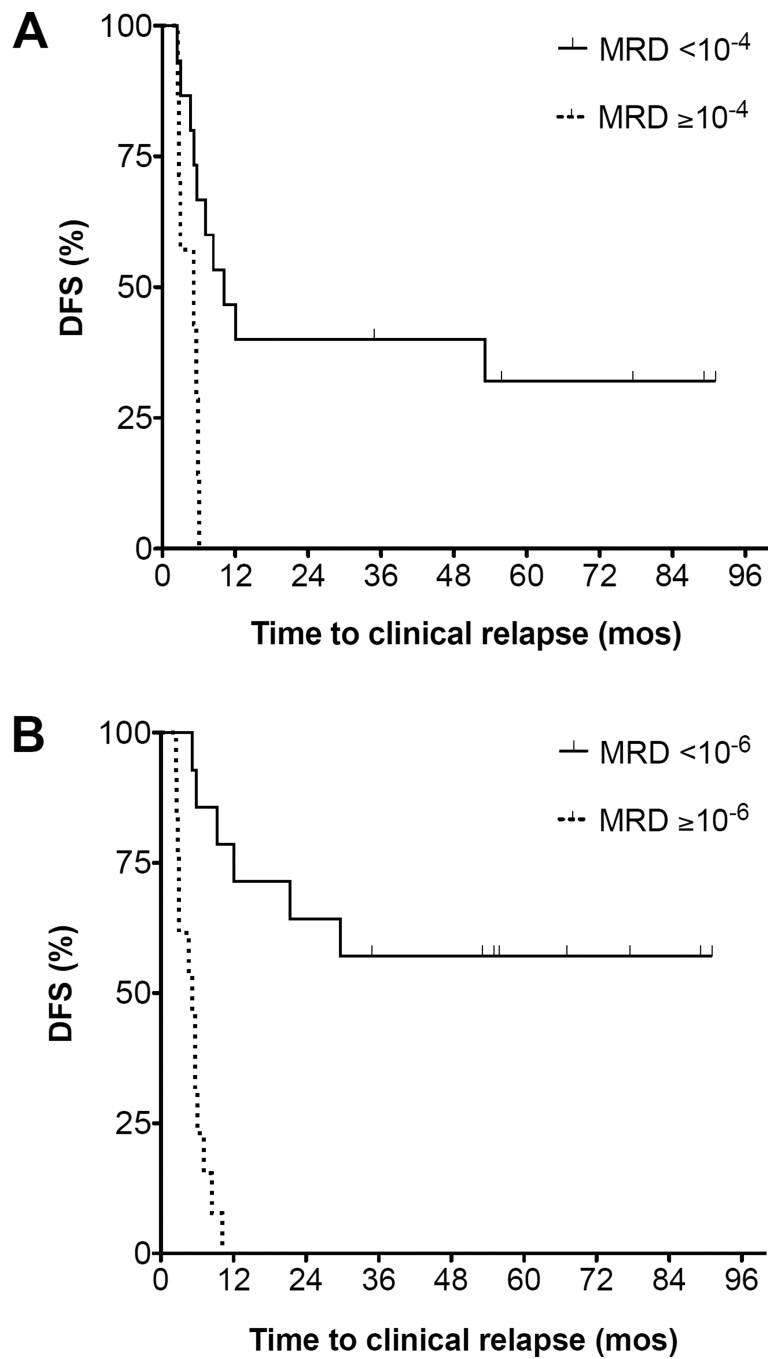 A
100
75
50
25
0
DFS (%)
MRD <10⁻⁴
MRD ≥10⁻⁴
0 12 24 36 48 60 72 84 96
Time to clinical relapse (mos)
B
100
75
50
25
0
DFS (%)
MRD <10⁻⁶
MRD ≥10⁻⁶
0 12 24 36 48 60 72 84 96
Time to clinical relapse (mos)